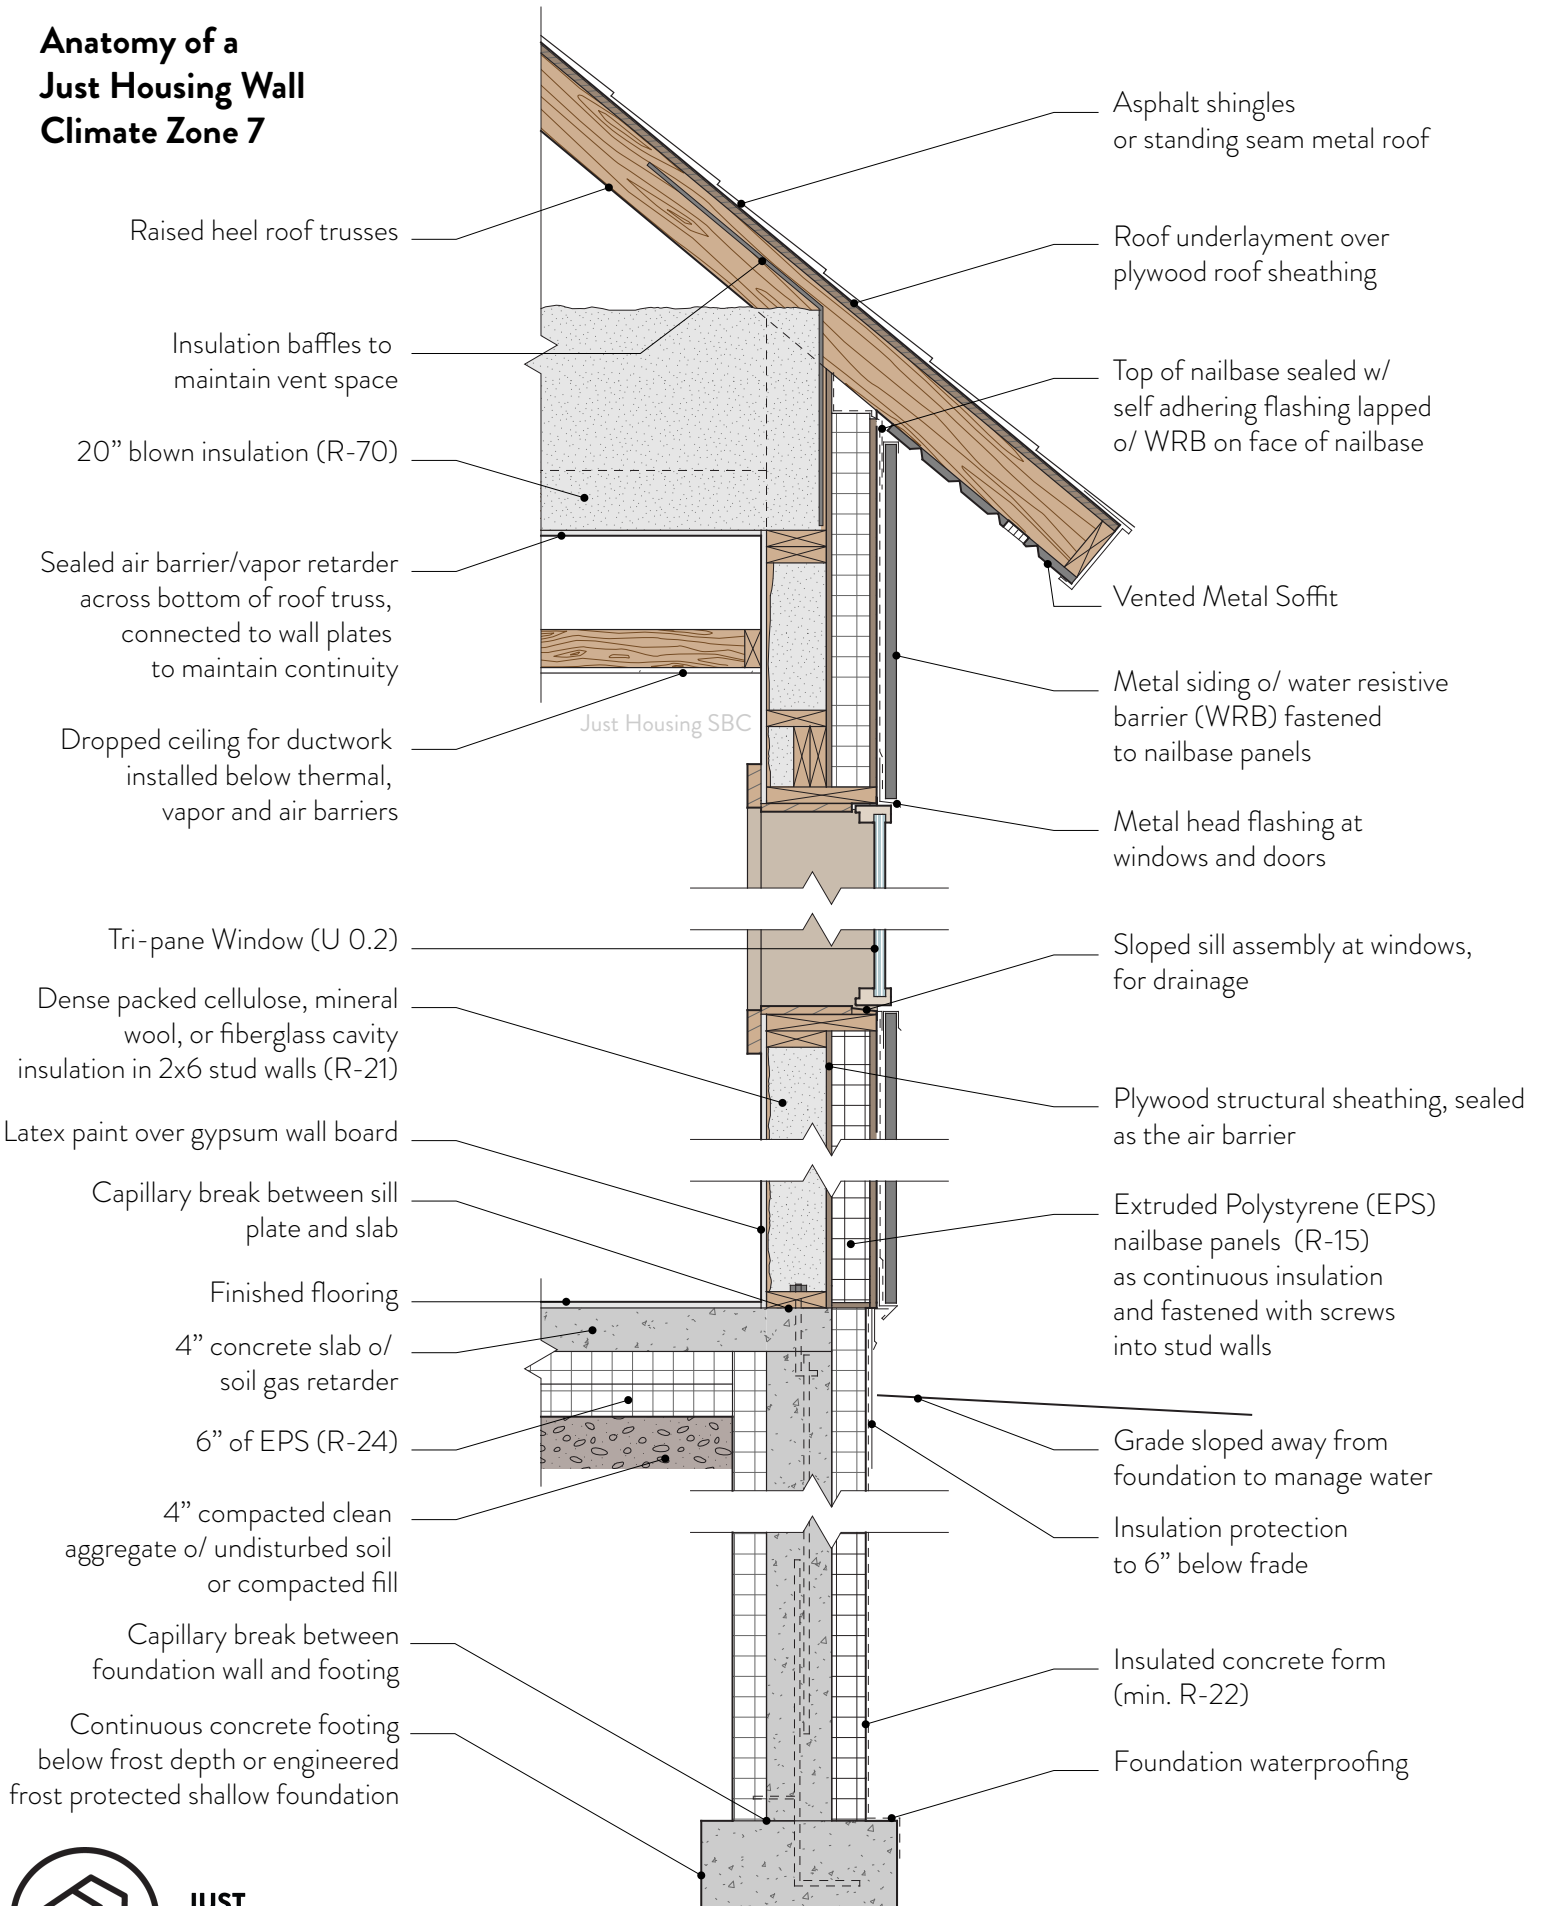 Anatomy of a
Just Housing Wall
Climate Zone 7
Raised heel roof trusses
Insulation baffles to
maintain vent space
20” blown insulation (R-70)
Sealed air barrier/vapor retarder
across bottom of roof truss,
connected to wall plates
to maintain continuity
Dropped ceiling for ductwork
installed below thermal,
vapor and air barriers
Tri-pane Window (U 0.2)
Dense packed cellulose, mineral
wool, or fiberglass cavity
insulation in 2x6 stud walls (R-21)
Latex paint over gypsum wall board
Capillary break between sill
plate and slab
Finished flooring
4” concrete slab o/
soil gas retarder
6” of EPS (R-24)
4” compacted clean
aggregate o/ undisturbed soil
or compacted fill
Capillary break between
foundation wall and footing
Continuous concrete footing
below frost depth or engineered
frost protected shallow foundation
Just Housing SBC
Asphalt shingles
or standing seam metal roof
Roof underlayment over
plywood roof sheathing
Top of nailbase sealed w/
self adhering flashing lapped
o/ WRB on face of nailbase
Vented Metal Soffit
Metal siding o/ water resistive
barrier (WRB) fastened
to nailbase panels
Metal head flashing at
windows and doors
Sloped sill assembly at windows,
for drainage
Plywood structural sheathing, sealed
as the air barrier
Extruded Polystyrene (EPS)
nailbase panels (R-15)
as continuous insulation
and fastened with screws
into stud walls
Grade sloped away from
foundation to manage water
Insulation protection
to 6” below frade
Insulated concrete form
(min. R-22)
Foundation waterproofing
JUST